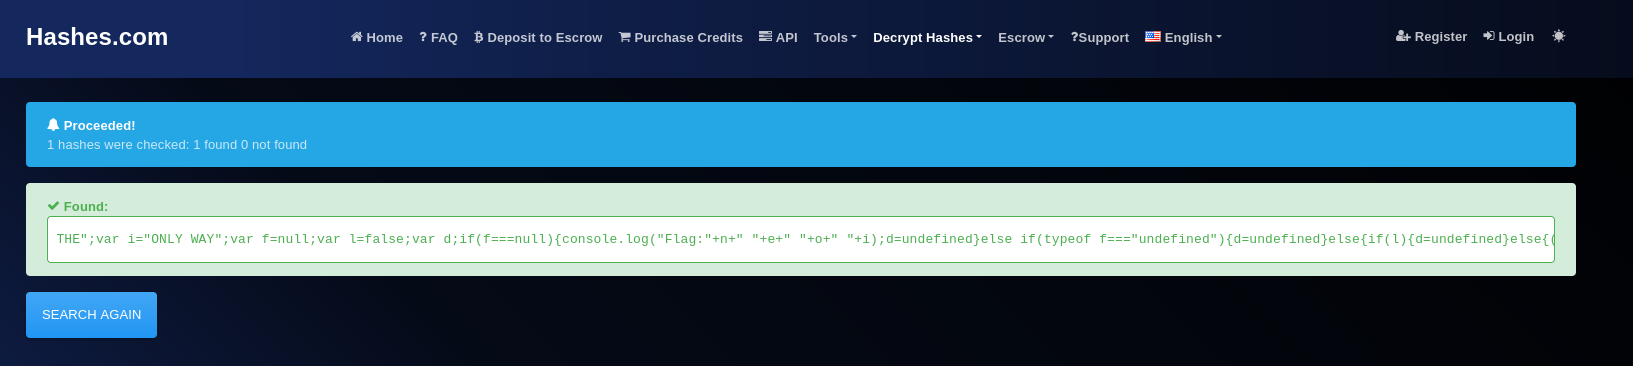 Hashes.com
Home ? FAQ Deposit to Escrow Purchase Credits API Tools Decrypt Hashes Escrow ?Support English Register Login
Proceeded!
1 hashes were checked: 1 found 0 not found
Found:
THE";var i="ONLY WAY";var f=null;var l=false;var d;if(f===null){console.log("Flag:"+n+" "+e+" "+o+" "+i);d=undefined}else if(typeof f==="undefined"){d=undefined}else{if(l){d=undefined}else{(
SEARCH AGAIN